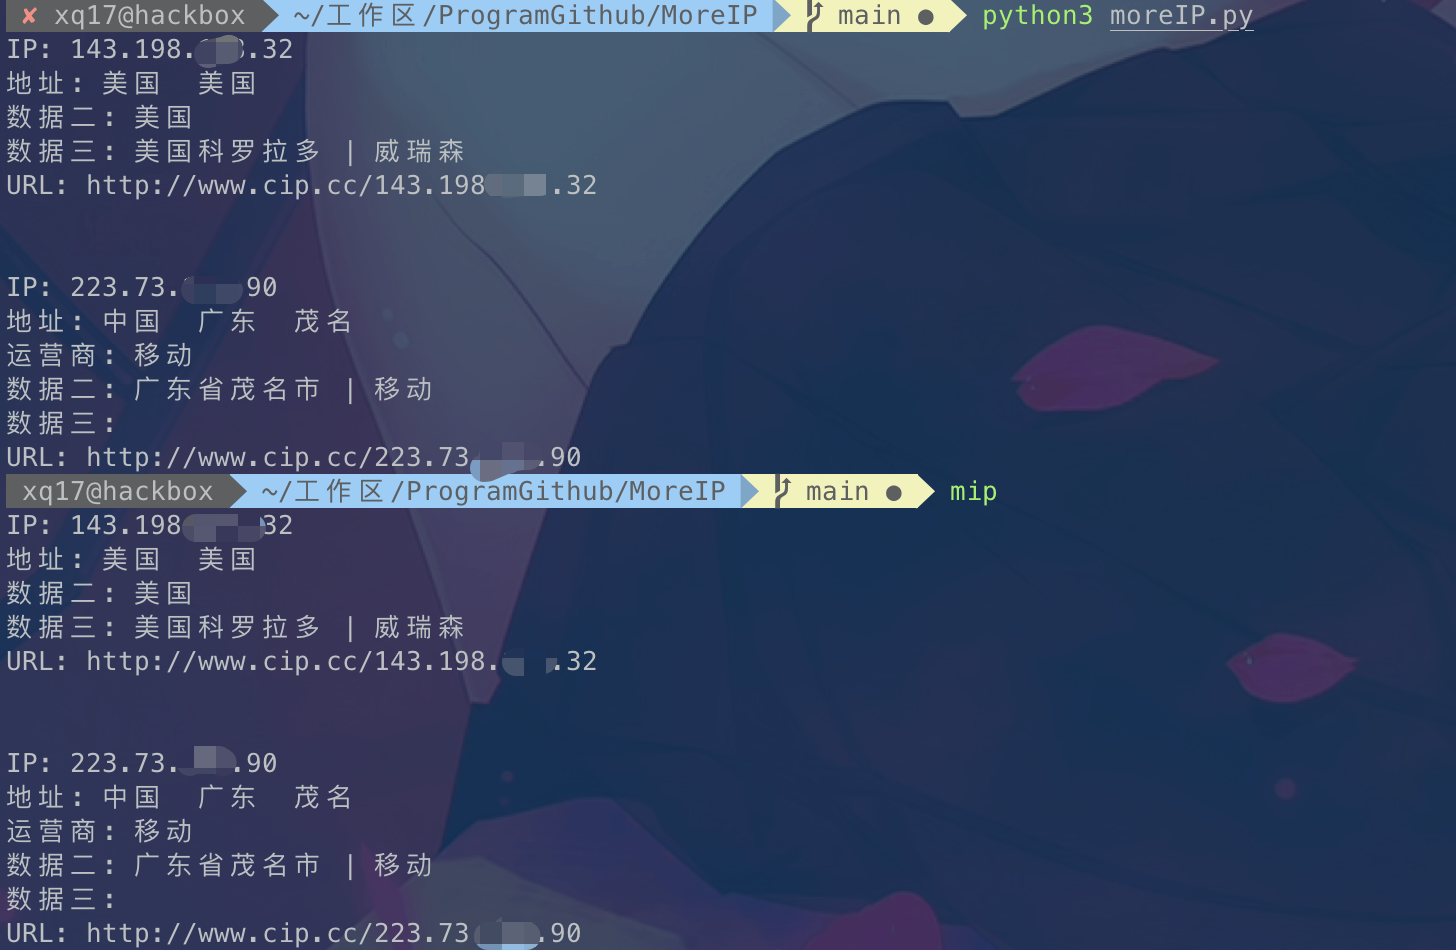 ✘ xq17@hackbox ~/工作区/ProgramGithub/MoreIP main ● python3 moreIP.py
IP: 143.198. .32
地址: 美国 美国
数据二: 美国
数据三: 美国科罗拉多 | 威瑞森
URL: http://www.cip.cc/143.198 .32
IP: 223.73. 90
地址: 中国 广东 茂名
运营商: 移动
数据二: 广东省茂名市 | 移动
数据三:
URL: http://www.cip.cc/223.73 .90
xq17@hackbox ~/工作区/ProgramGithub/MoreIP main ● mip
IP: 143.198 32
地址: 美国 美国
数据二: 美国
数据三: 美国科罗拉多 | 威瑞森
URL: http://www.cip.cc/143.198. .32
IP: 223.73. .90
地址: 中国 广东 茂名
运营商: 移动
数据二: 广东省茂名市 | 移动
数据三:
URL: http://www.cip.cc/223.73 .90